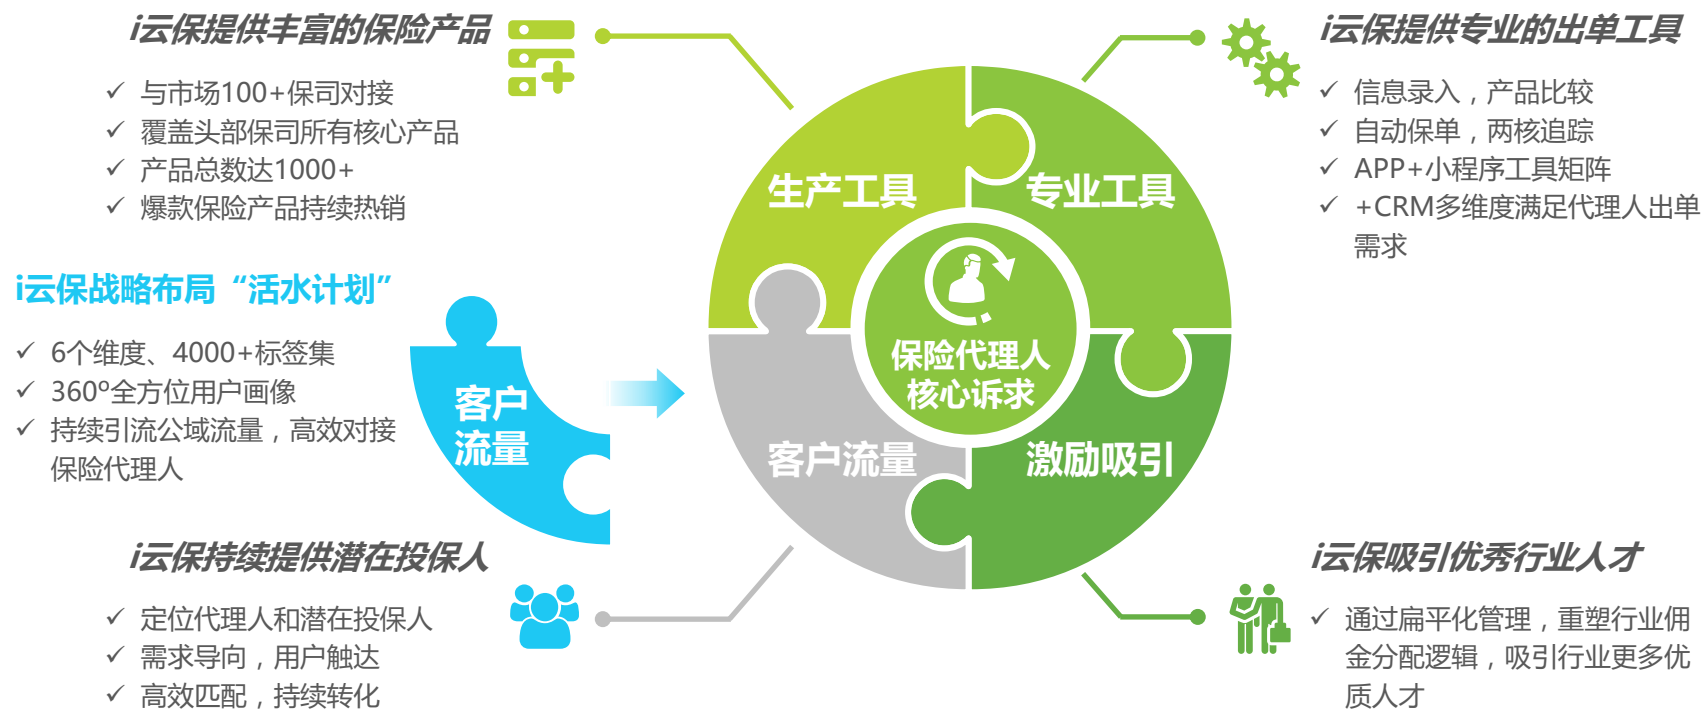 i云保提供丰富的保险产品
与市场100+保司对接
覆盖头部保司所有核心产品
产品总数达1000+
爆款保险产品持续热销
i云保战略布局“活水计划”
6个维度、4000+标签集
360º全方位用户画像
持续引流公域流量，高效对接
保险代理人
客户
流量
i云保持续提供潜在投保人
定位代理人和潜在投保人
需求导向，用户触达
高效匹配，持续转化
生产工具
专业工具
保险代理人
核心诉求
客户流量
激励吸引
i云保提供专业的出单工具
信息录入，产品比较
自动保单，两核追踪
APP+小程序工具矩阵
+CRM多维度满足代理人出单
需求
i云保吸引优秀行业人才
通过扁平化管理，重塑行业佣
金分配逻辑，吸引行业更多优
质人才